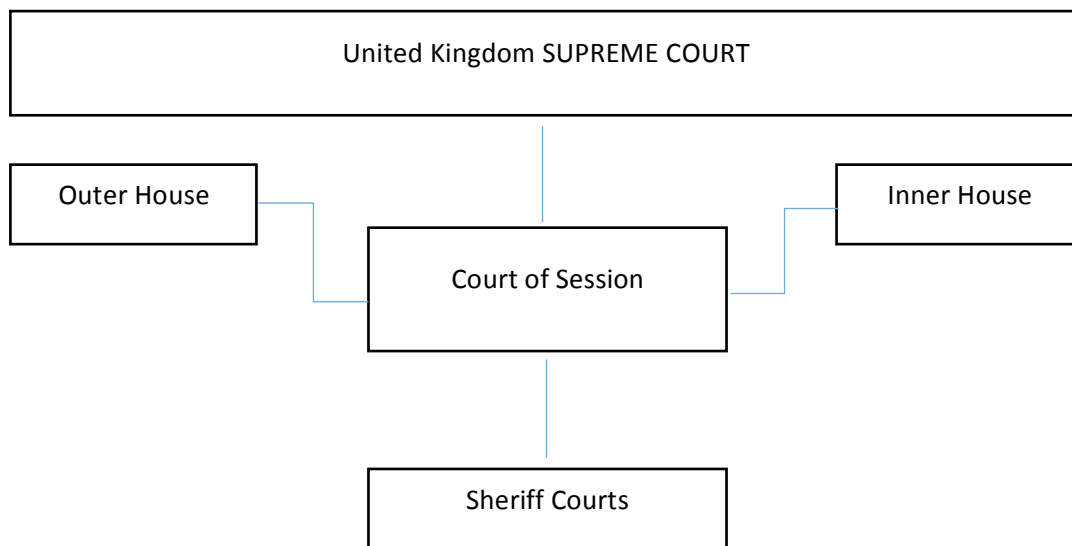 United Kingdom SUPREME COURT
Outer House
Inner House
Court of Session
Sheriff Courts